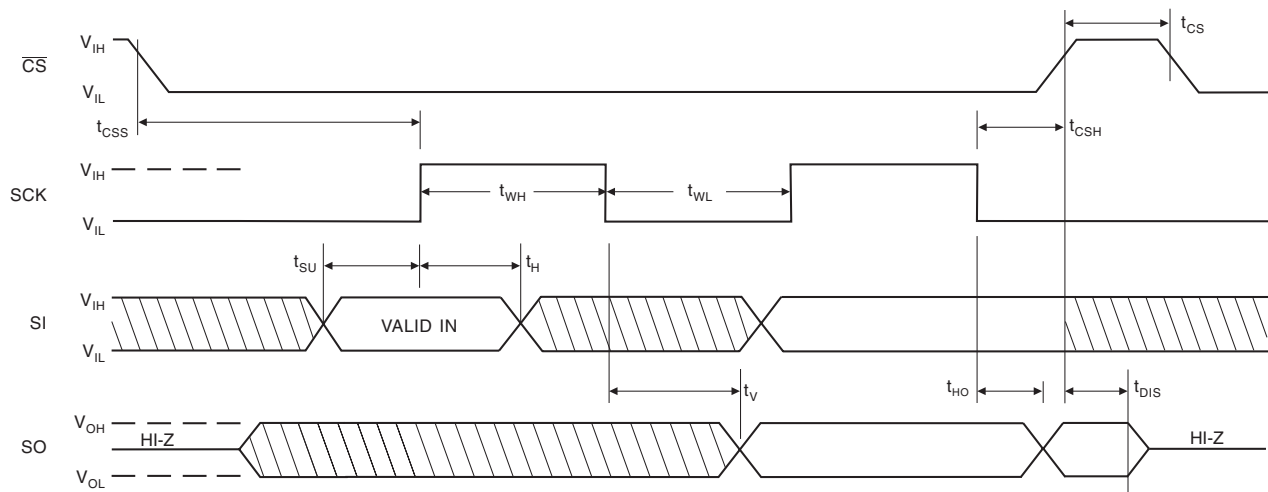 t_CS
V_IH
CS
V_IL
t_CSS
t_CSH
V_IH
SCK
t_WH
t_WL
V_IL
t_SU
t_H
V_IH
SI
VALID IN
V_IL
t_V
t_HO
t_DIS
V_OH
SO
HI-Z
HI-Z
V_OL